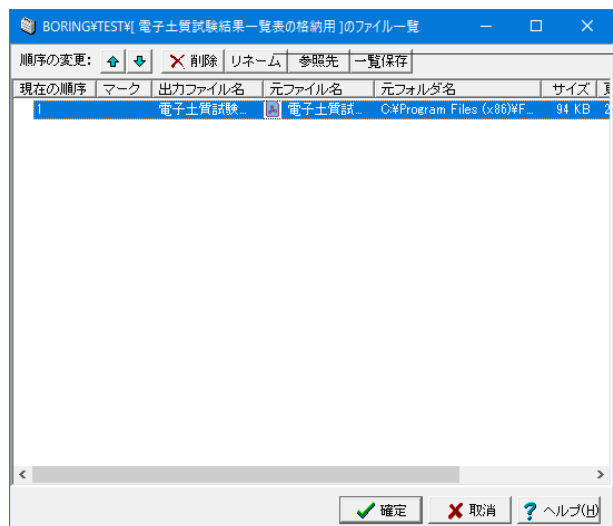 BORING¥TEST¥[ 電子土質試験結果一覧表の格納用 ]のファイル一覧
順序の変更: 削除 リネーム 参照先 一覧保存
現在の順序 マーク 出力ファイル名 元ファイル名 元フォルダ名 サイズ
1 電子土質試験... 電子土質試... C:¥Program Files (x86)¥F... 94 KB 2
確定 取消 ヘルプ(H)